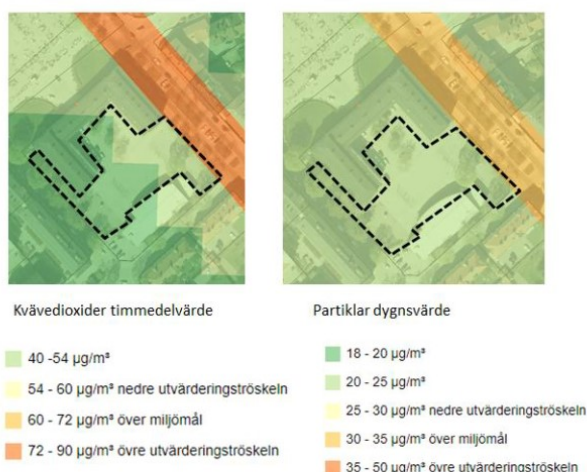 Kvävedioxider timmedelvärde
40 -54 µg/m³
54 - 60 µg/m³ nedre utvärderingströskeln
60 - 72 µg/m³ över miljömål
72 - 90 µg/m³ övre utvärderingströskeln
Partiklar dygnsvärde
18 - 20 µg/m³
20 - 25 µg/m³
25 - 30 µg/m³ nedre utvärderingströskeln
30 - 35 µg/m³ över miljömål
35 - 50 µg/m³ övre utvärderingströskeln